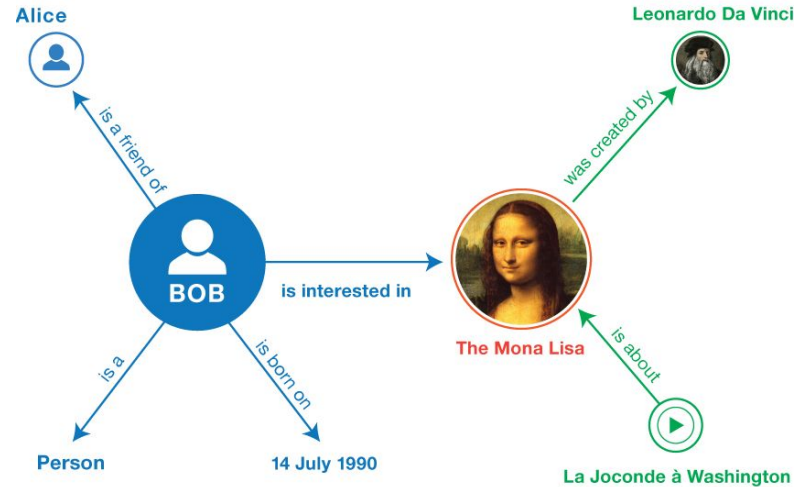 Alice
Leonardo Da Vinci
is a friend of
was created by
BOB
is interested in
The Mona Lisa
is a
is born on
is about
Person
14 July 1990
La Joconde à Washington